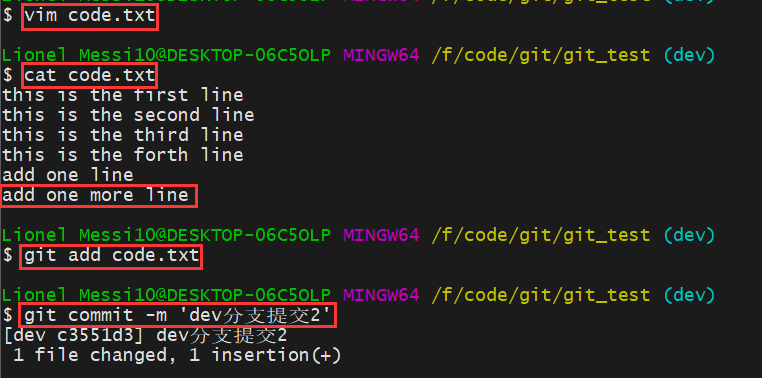 $ vim code.txt
Lionel Messi10@DESKTOP-06C5OLP MINGW64 /f/code/git/git_test (dev)
$ cat code.txt
this is the first line
this is the second line
this is the third line
this is the forth line
add one line
add one more line
Lionel Messi10@DESKTOP-06C5OLP MINGW64 /f/code/git/git_test (dev)
$ git add code.txt
Lionel Messi10@DESKTOP-06C5OLP MINGW64 /f/code/git/git_test (dev)
$ git commit -m 'dev分支提交2'
[dev c3551d3] dev分支提交2
1 file changed, 1 insertion(+)